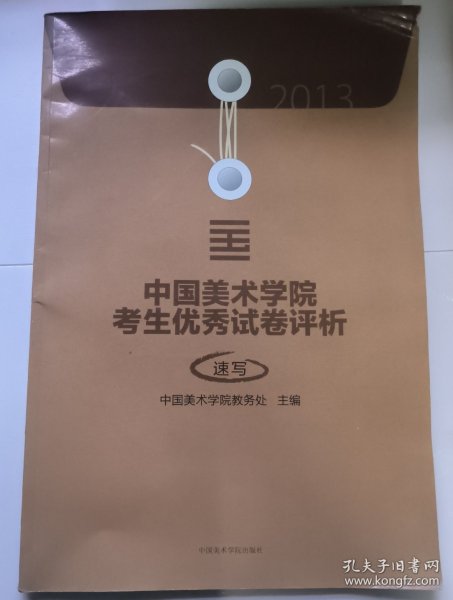 2013
中国美术学院
考生优秀试卷评析
速写
中国美术学院教务处 主编
中国美术学院出版社
孔夫子旧书网
www.kongfz.com